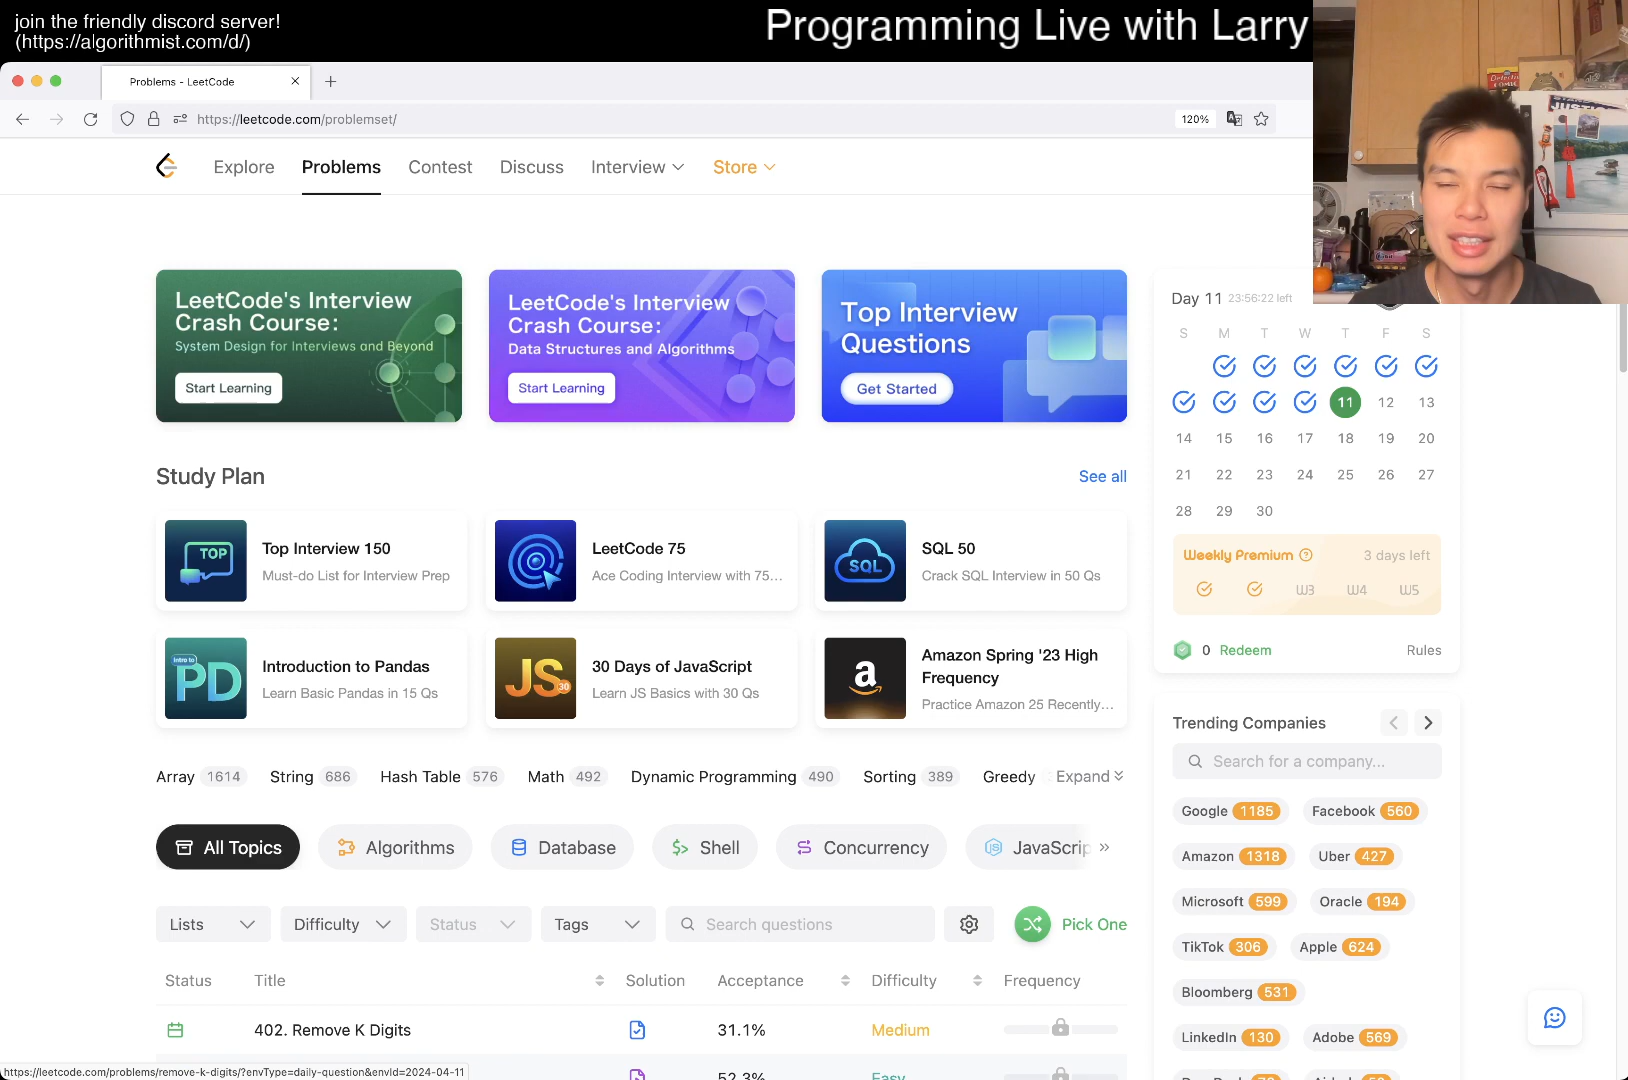 join the friendly discord server!
(https://algorithmist.com/d/)
Programming Live with Larry
Problems - LeetCode
https://leetcode.com/problemset/
120%
Explore Problems Contest Discuss Interview Store
LeetCode's Interview
Crash Course:
System Design for Interviews and Beyond
Start Learning
LeetCode's Interview
Crash Course:
Data Structures and Algorithms
Start Learning
Top Interview
Questions
Get Started
Day 11 23:56:22 left
S M T W T F S
11 12 13
14 15 16 17 18 19 20
21 22 23 24 25 26 27
28 29 30
Weekly Premium 3 days left
W3 W4 W5
0 Redeem Rules
Study Plan See all
TOP
Top Interview 150
Must-do List for Interview Prep
LeetCode 75
Ace Coding Interview with 75...
SQL
SQL 50
Crack SQL Interview in 50 Qs
Intro to
PD
Introduction to Pandas
Learn Basic Pandas in 15 Qs
JS 30
30 Days of JavaScript
Learn JS Basics with 30 Qs
a
Amazon Spring '23 High
Frequency
Practice Amazon 25 Recently...
Array 1614 String 686 Hash Table 576 Math 492 Dynamic Programming 490 Sorting 389 Greedy Expand
All Topics Algorithms Database Shell Concurrency JavaScrip
Lists Difficulty Status Tags Search questions Pick One
Status Title Solution Acceptance Difficulty Frequency
402. Remove K Digits 31.1% Medium
52.3% Easy
Trending Companies
Search for a company...
Google 1185 Facebook 560
Amazon 1318 Uber 427
Microsoft 599 Oracle 194
TikTok 306 Apple 624
Bloomberg 531
LinkedIn 130 Adobe 569
https://leetcode.com/problems/remove-k-digits/?envType=daily-question&envId=2024-04-11